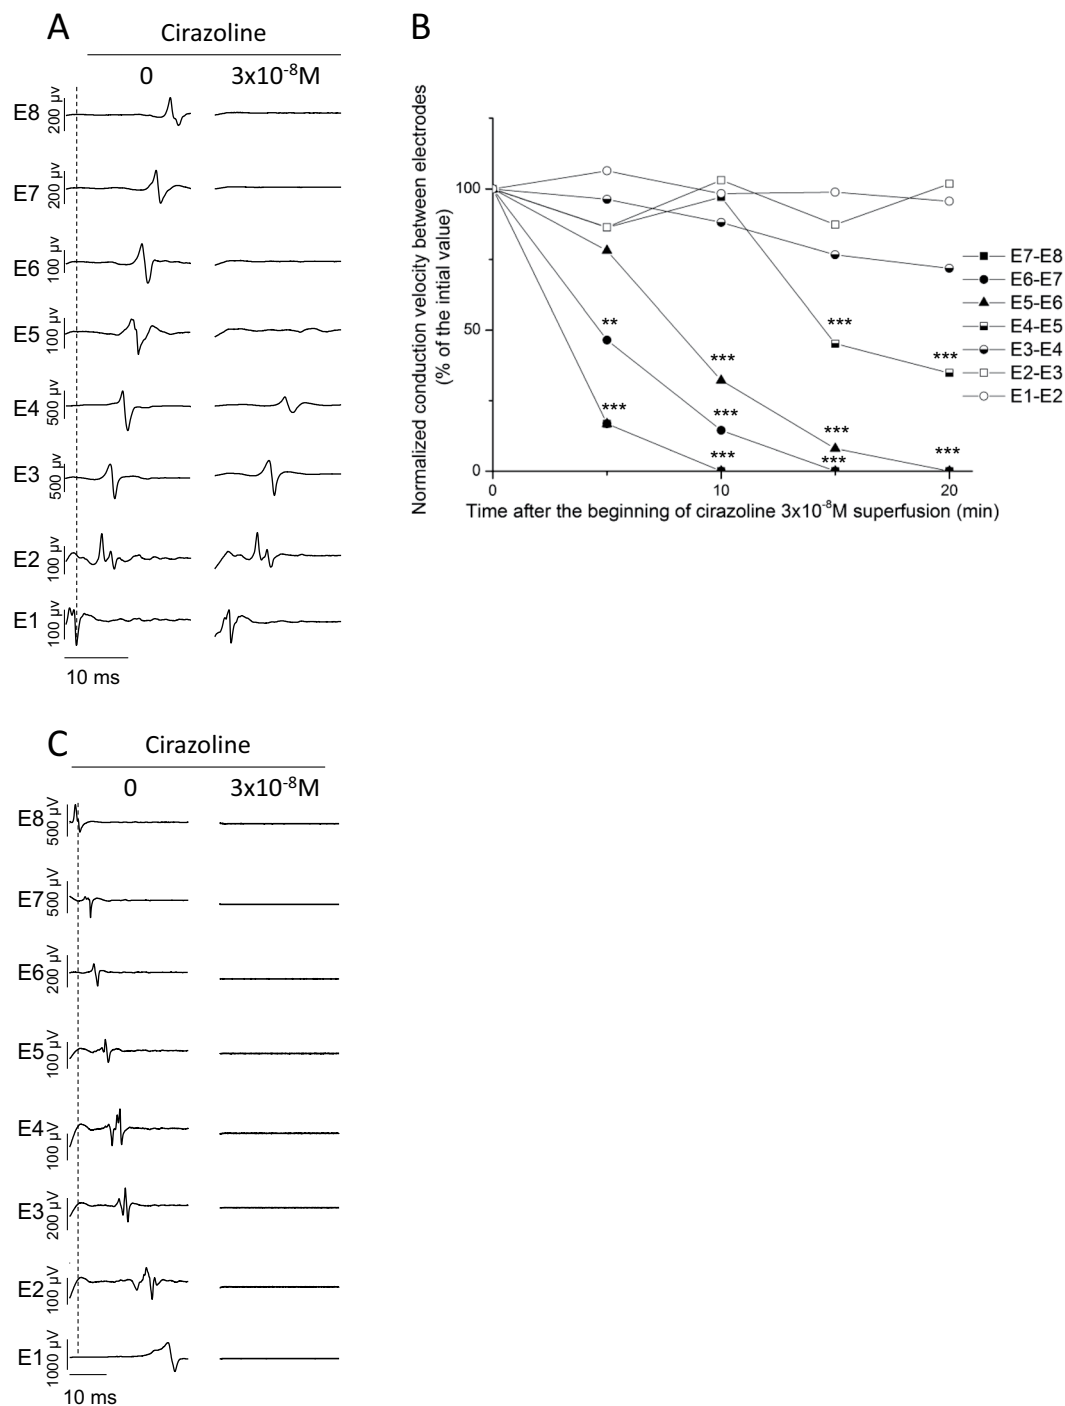 A
Cirazoline
0
3x10⁻⁸M
E8
200 µv
E7
200 µv
E6
100 µv
E5
100 µv
E4
500 µv
E3
500 µv
E2
100 µv
E1
100 µv
10 ms
B
Normalized conduction velocity between electrodes
(% of the intial value)
100
50
0
0
10
20
Time after the beginning of cirazoline 3x10⁻⁸M superfusion (min)
**
***
***
***
***
***
***
***
***
***
***
E7-E8
E6-E7
E5-E6
E4-E5
E3-E4
E2-E3
E1-E2
C
Cirazoline
0
3x10⁻⁸M
E8
500 µV
E7
500 µV
E6
200 µV
E5
100 µV
E4
100 µV
E3
200 µV
E2
100 µV
E1
1000 µV
10 ms